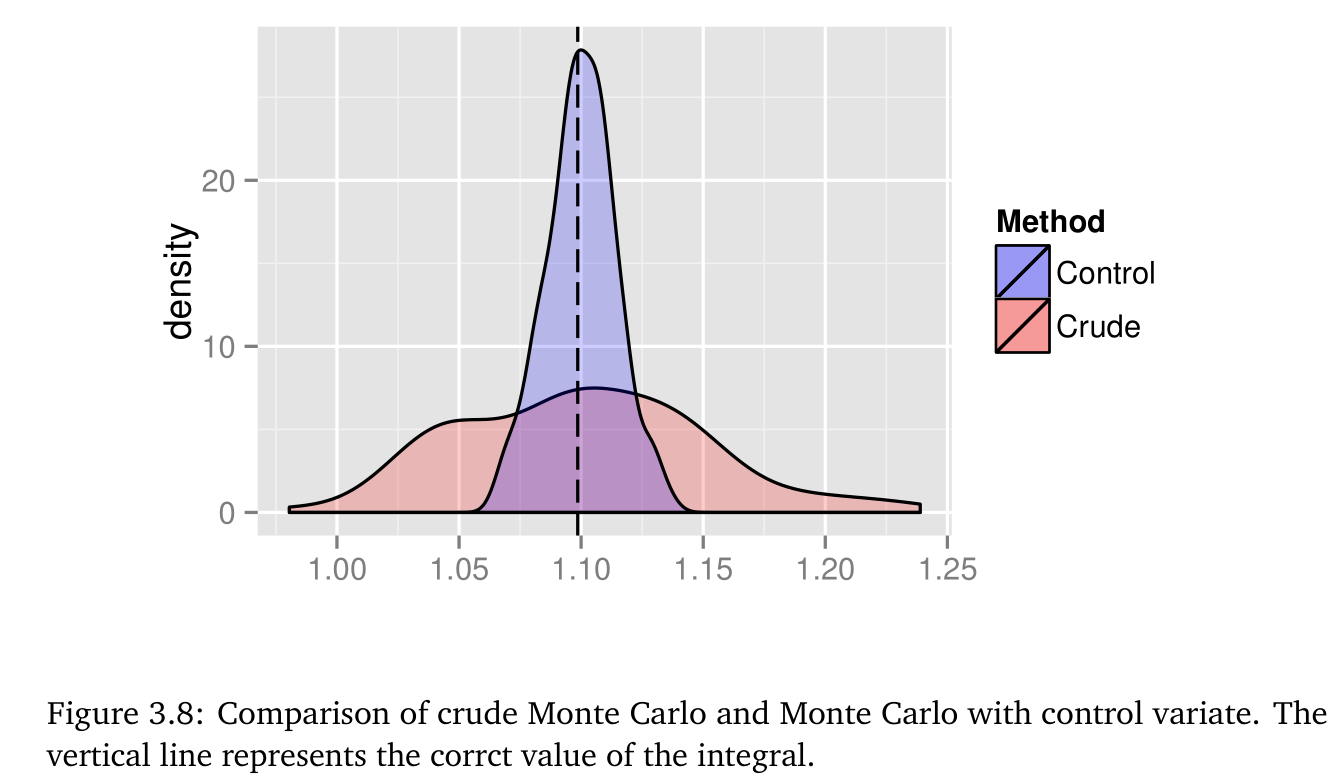 20
10
0
density
1.00 1.05 1.10 1.15 1.20 1.25
Method
Control
Crude
Figure 3.8: Comparison of crude Monte Carlo and Monte Carlo with control variate. The
vertical line represents the corrct value of the integral.